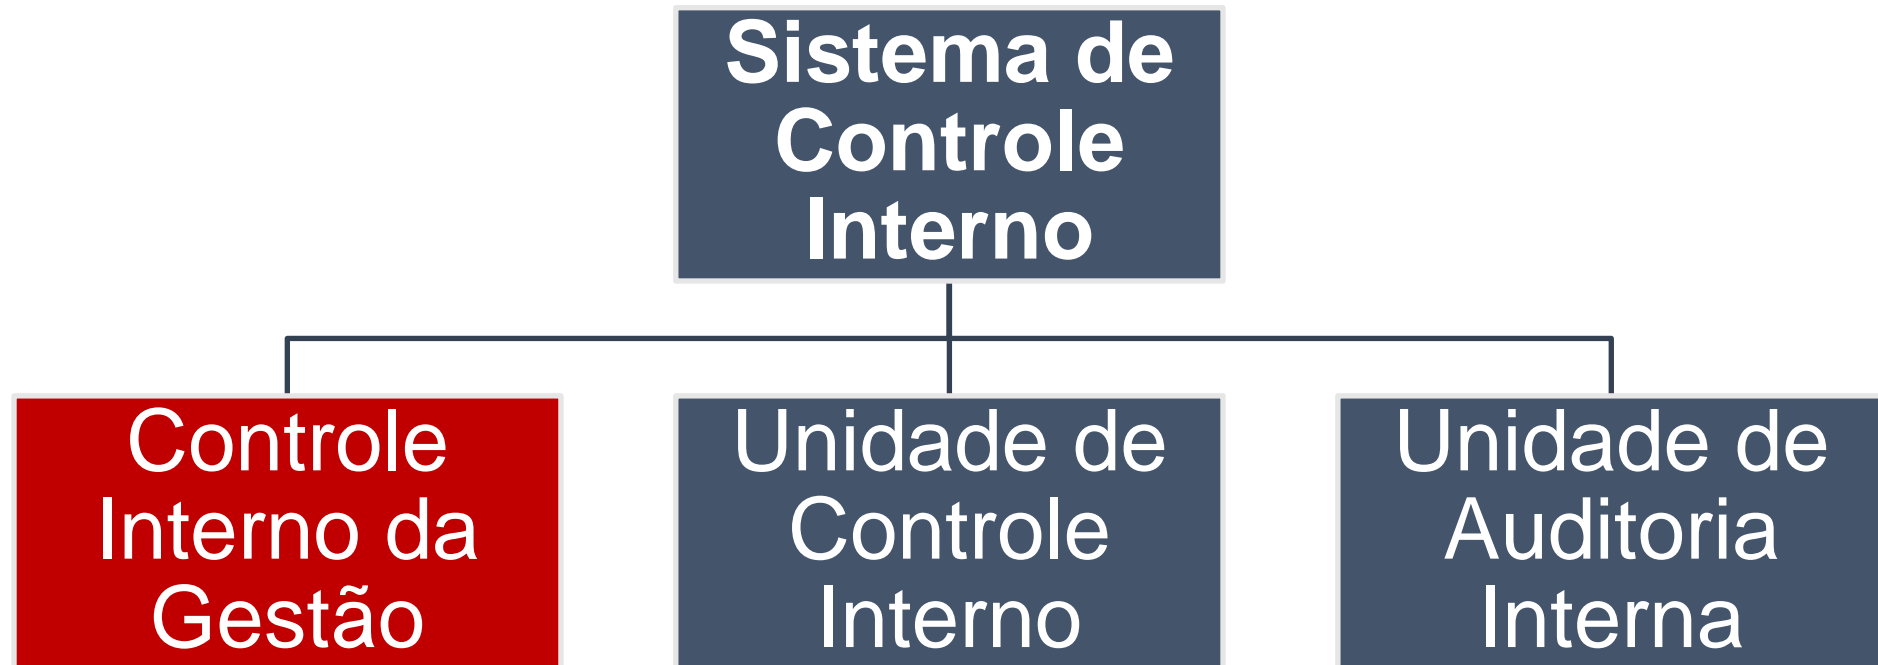 Sistema de
Controle
Interno
Controle
Interno da
Gestão
Unidade de
Controle
Interno
Unidade de
Auditoria
Interna